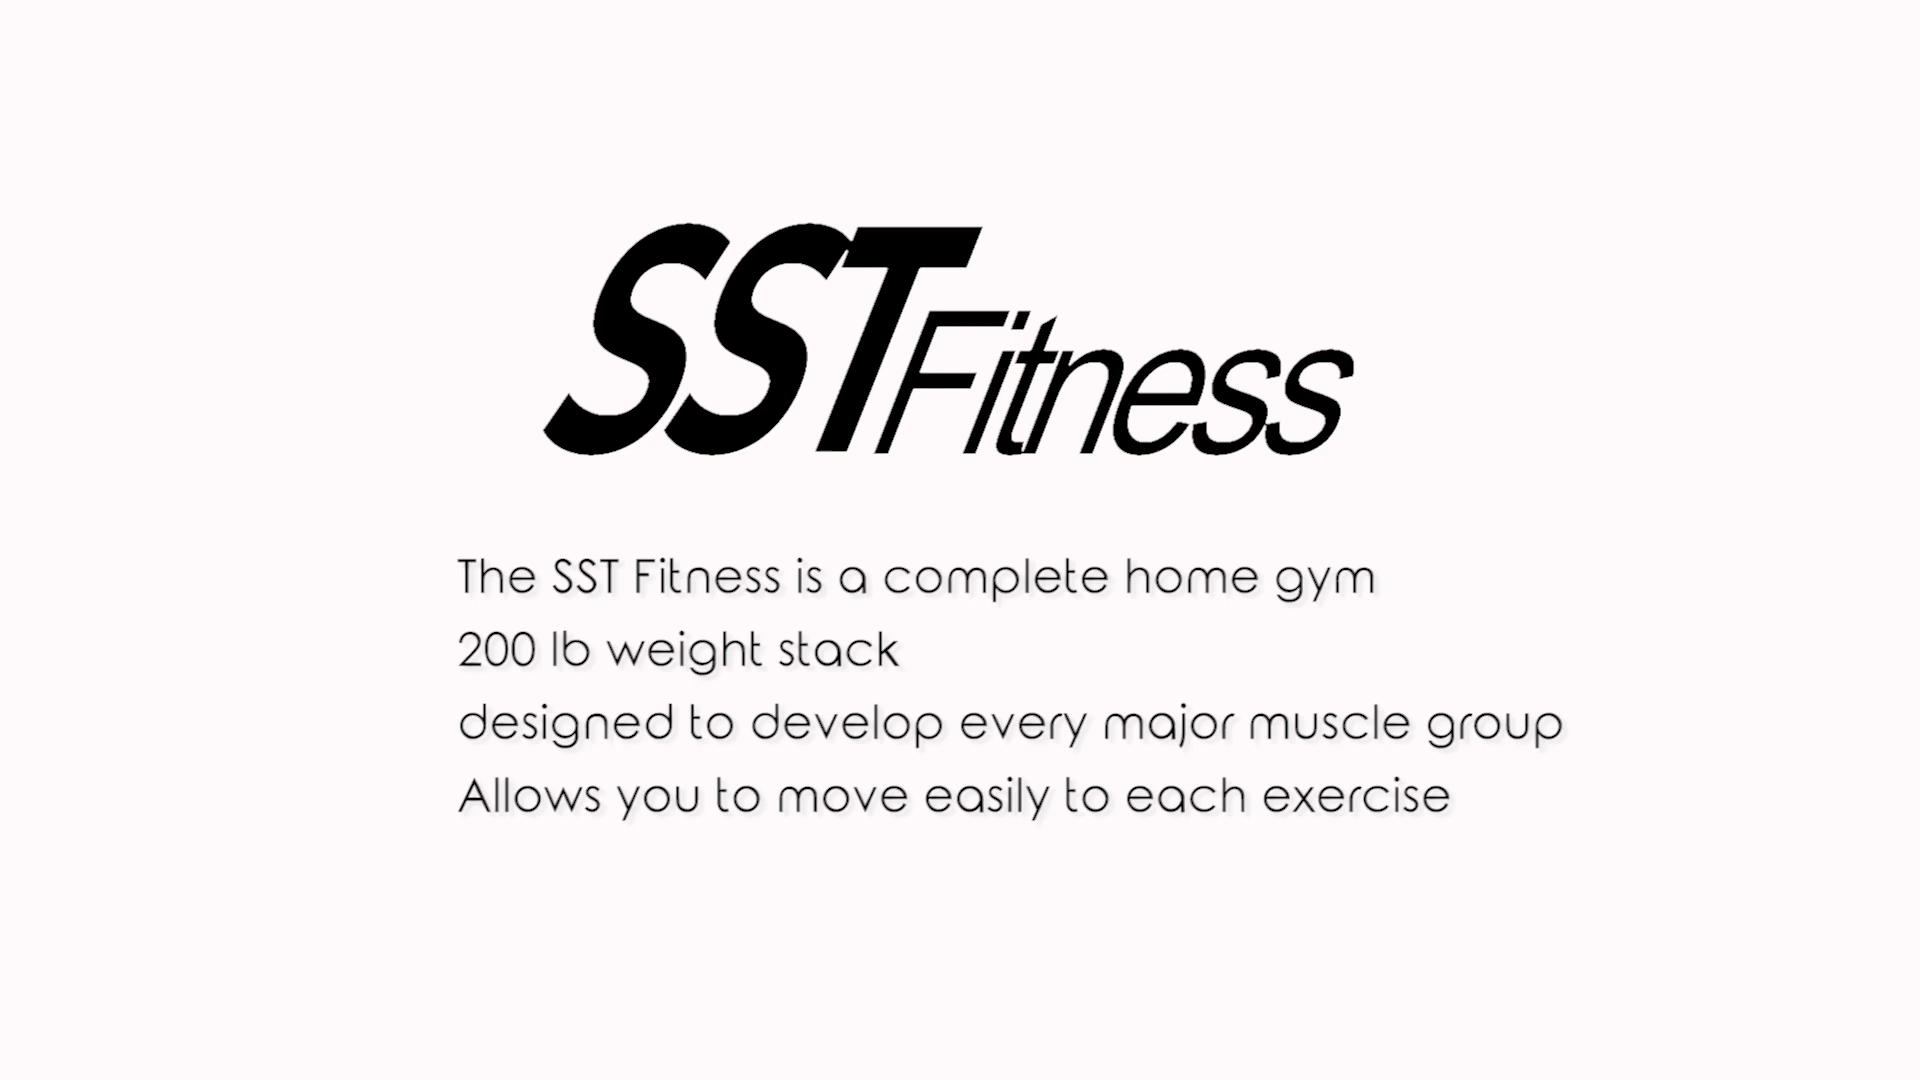 SST Fitness
The SST Fitness is a complete home gym
200 lb weight stack
designed to develop every major muscle group
Allows you to move easily to each exercise